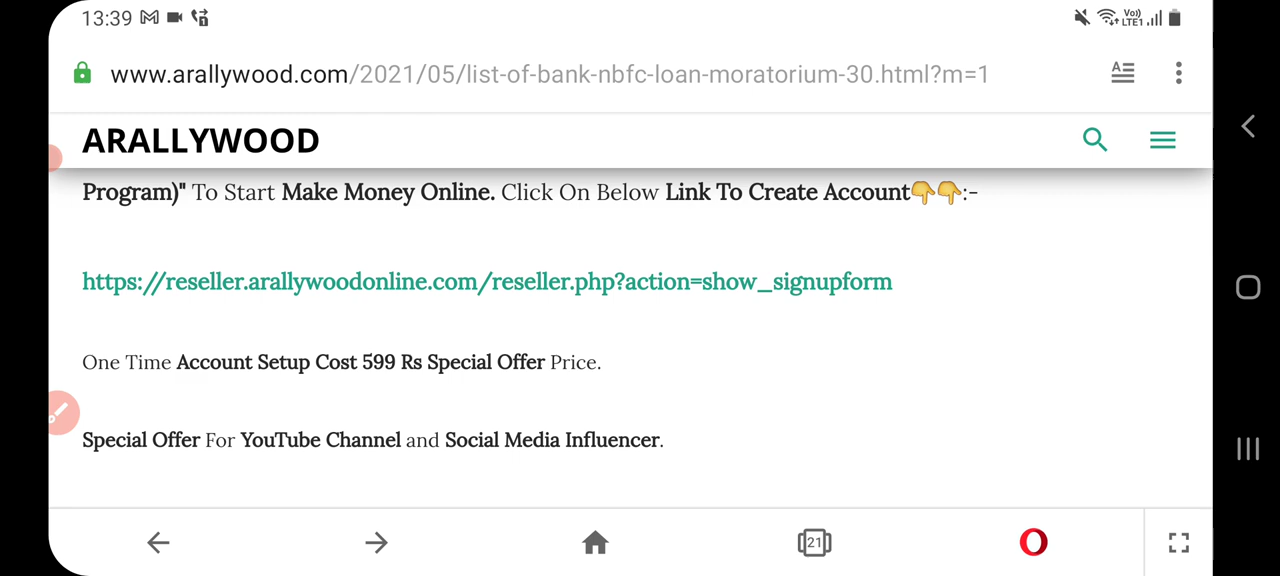 13:39
Vo))
LTE1
www.arallywood.com/2021/05/list-of-bank-nbfc-loan-moratorium-30.html?m=1
ARALLYWOOD
Program)" To Start Make Money Online. Click On Below Link To Create Account👇👇:-
https://reseller.arallywoodonline.com/reseller.php?action=show_signupform
One Time Account Setup Cost 599 Rs Special Offer Price.
Special Offer For YouTube Channel and Social Media Influencer.
21